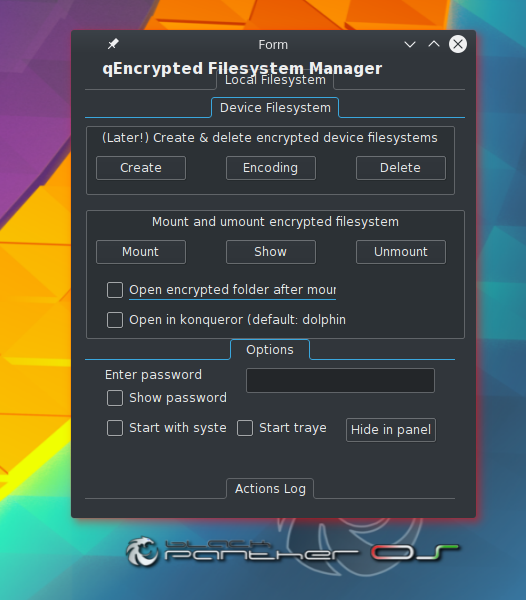 Form
qEncrypted Filesystem Manager
Local Filesystem
Device Filesystem
(Later!) Create & delete encrypted device filesystems
Create Encoding Delete
Mount and umount encrypted filesystem
Mount Show Unmount
Open encrypted folder after mour
Open in konqueror (default: dolphin
Options
Enter password
Show password
Start with syste Start traye Hide in panel
Actions Log
black
panther OS